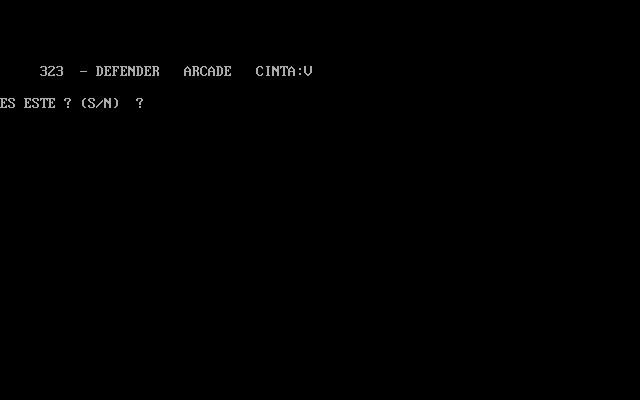 323 - DEFENDER ARCADE CINTA:V
ES ESTE ? (S/N) ?